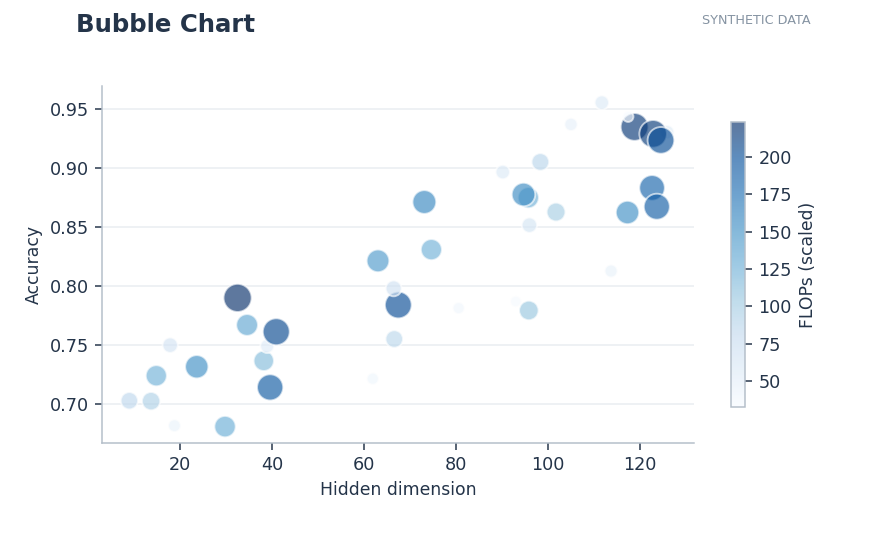 Bubble Chart
SYNTHETIC DATA
0.95
0.90
0.85
0.80
0.75
0.70
Accuracy
20 40 60 80 100 120
Hidden dimension
200
175
150
125
100
75
50
FLOPs (scaled)